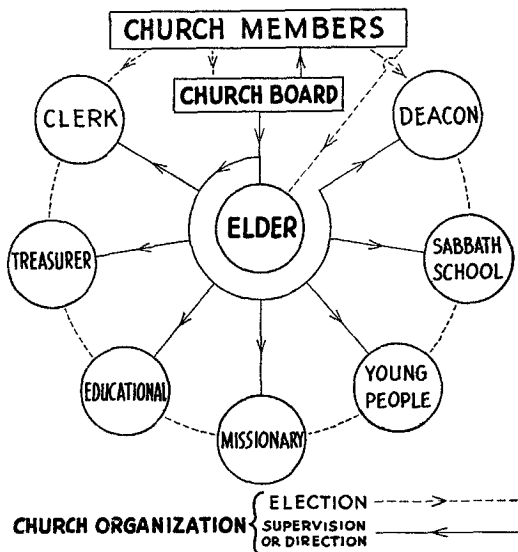 CHURCH MEMBERS
CHURCH BOARD
CLERK
DEACON
ELDER
TREASURER
SABBATH
SCHOOL
EDUCATIONAL
YOUNG
PEOPLE
MISSIONARY
CHURCH ORGANIZATION
ELECTION
SUPERVISION
OR DIRECTION